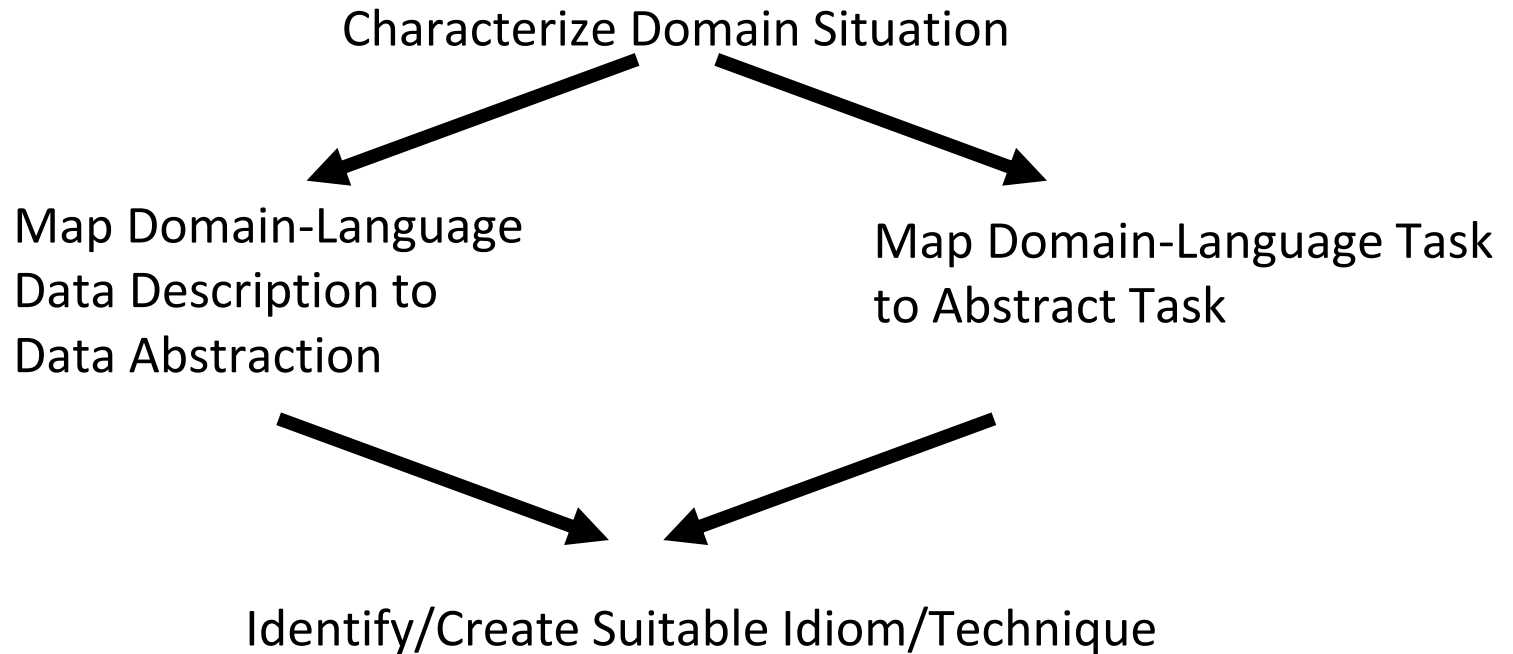 Characterize Domain Situation
Map Domain-Language
Data Description to
Data Abstraction
Map Domain-Language Task
to Abstract Task
Identify/Create Suitable Idiom/Technique